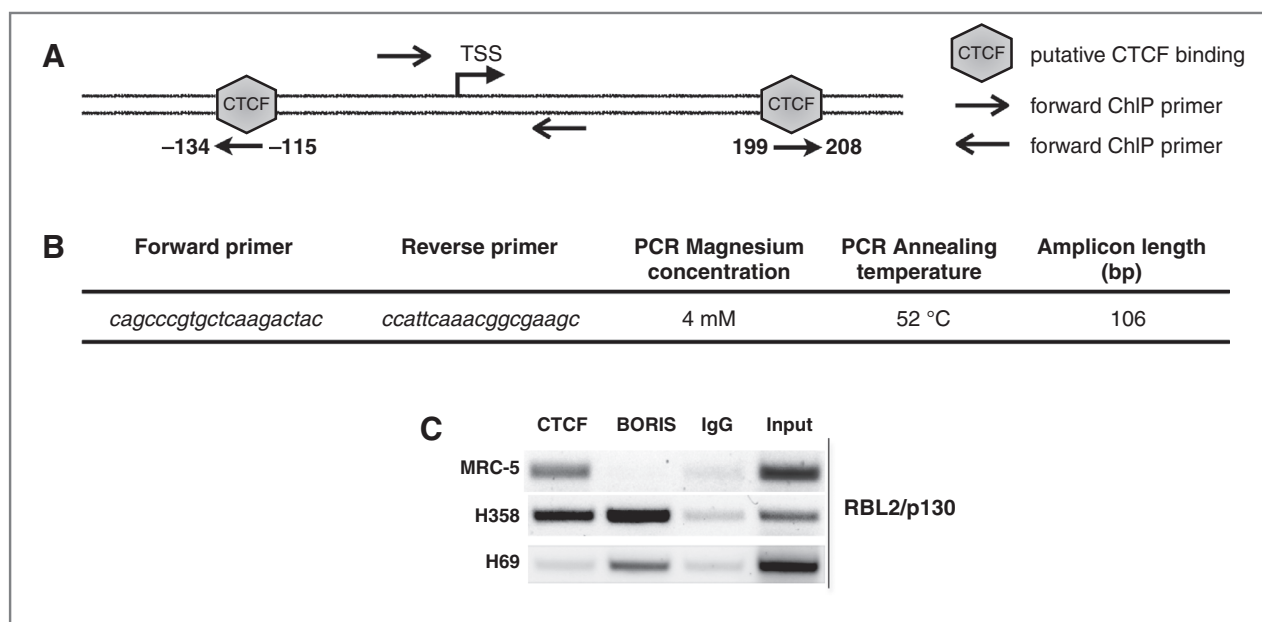 A
TSS
CTCF
CTCF
–134
–115
199
208
CTCF
putative CTCF binding
forward ChIP primer
forward ChIP primer
B
Forward primer
Reverse primer
PCR Magnesium
concentration
PCR Annealing
temperature
Amplicon length
(bp)
cagcccgtgctcaagactac
ccattcaaacggcgaagc
4 mM
52 °C
106
C
CTCF
BORIS
IgG
Input
MRC-5
H358
H69
RBL2/p130